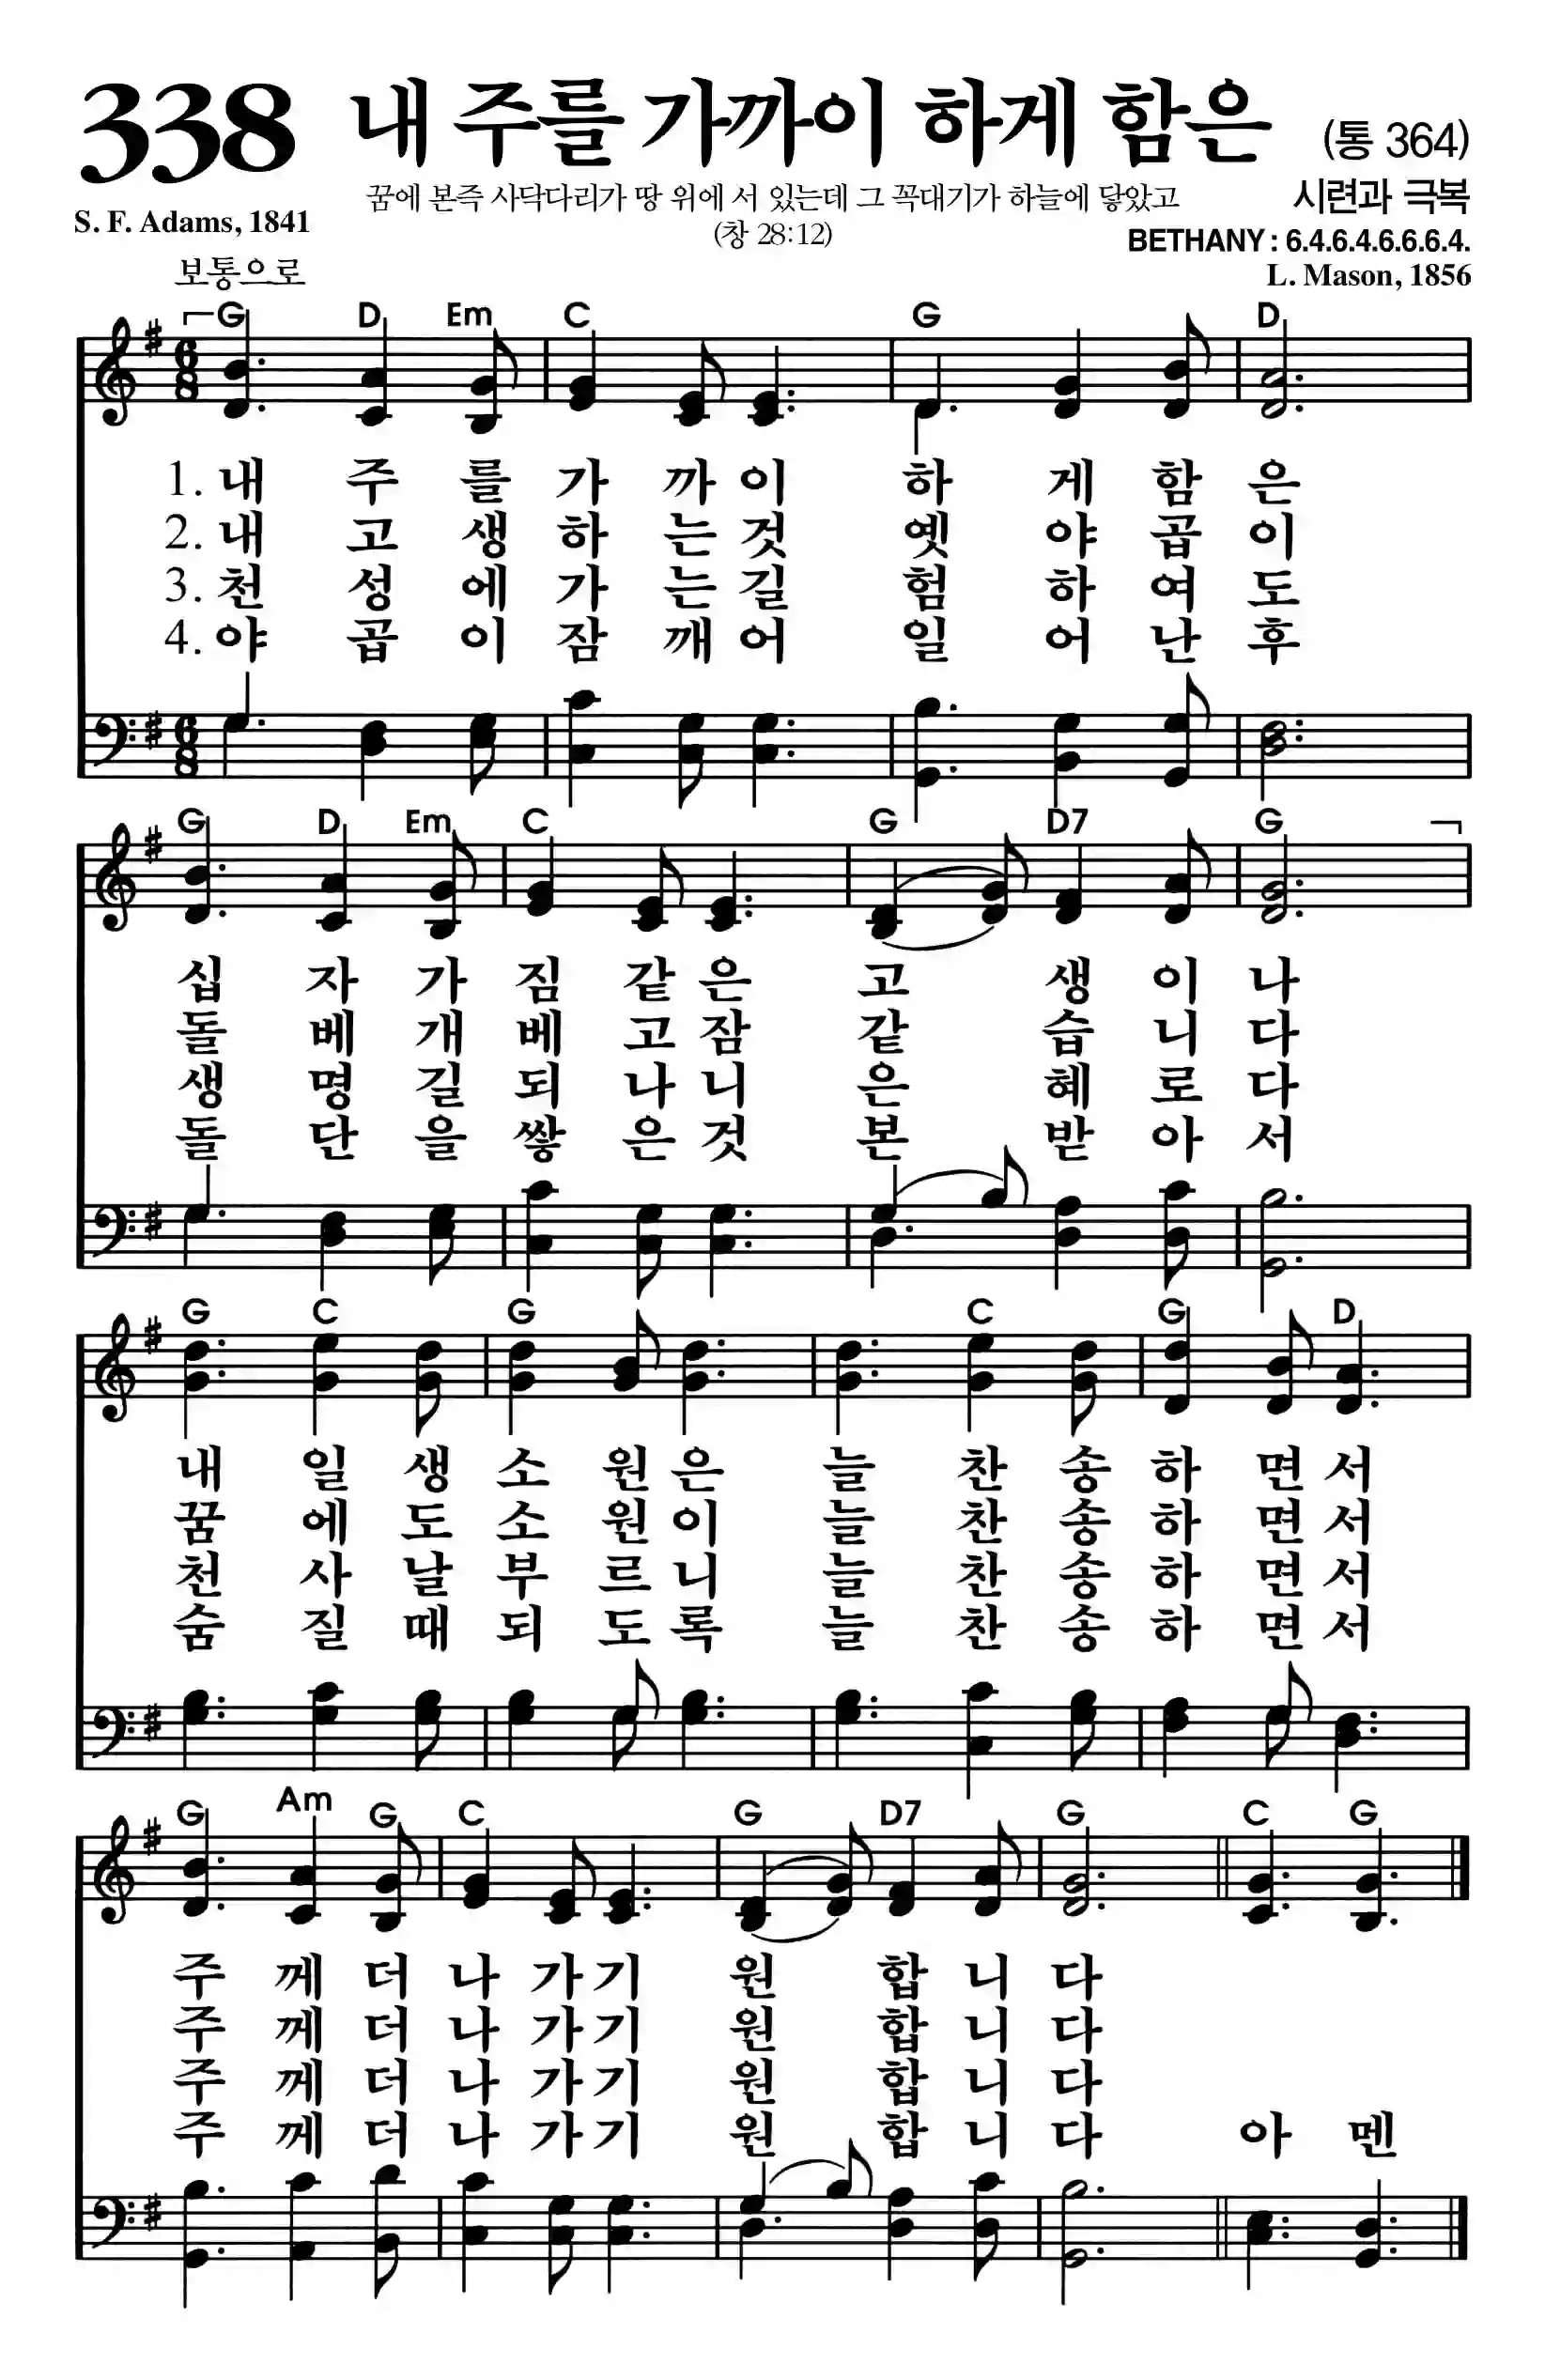 338 내 주를 가까이 하게 함은 (통 364)
꿈에 본즉 사닥다리가 땅 위에 서 있는데 그 꼭대기가 하늘에 닿았고
(창 28:12)
시련과 극복
S. F. Adams, 1841
BETHANY : 6.4.6.4.6.6.6.4.
보통으로
L. Mason, 1856
G D Em C G D
6 8
1. 내 주 를 가 까 이 하 게 함 은
2. 내 고 생 하 는 것 옛 야 곱 이
3. 천 성 에 가 는 길 험 하 여 도
4. 야 곱 이 잠 깨 어 일 어 난 후
6 8
G D Em C G D7 G
십 자 가 짐 같 은 고 생 이 나
돌 베 개 베 고 잠 같 습 니 다
생 명 길 되 나 니 은 혜 로 다
돌 단 을 쌓 은 것 본 받 아 서
G C G C G D
내 일 생 소 원 은 늘 찬 송 하 면 서
꿈 에 도 소 원 이 늘 찬 송 하 면 서
천 사 날 부 르 니 늘 찬 송 하 면 서
숨 질 때 되 도 록 늘 찬 송 하 면 서
G Am G C G D7 G C G
주 께 더 나 가 기 원 합 니 다
주 께 더 나 가 기 원 합 니 다
주 께 더 나 가 기 원 합 니 다
주 께 더 나 가 기 원 합 니 다 아 멘